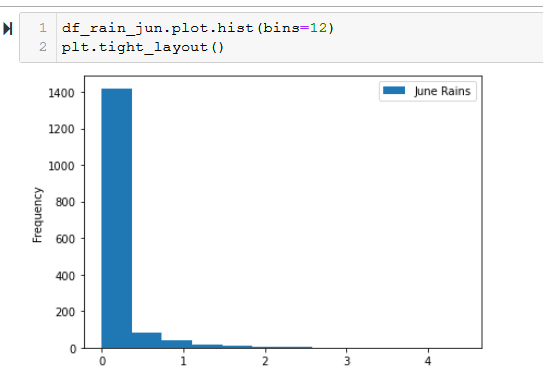 1 df_rain_jun.plot.hist(bins=12)
2 plt.tight_layout()
June Rains
1400
1200
1000
800
600
400
200
0
Frequency
0 1 2 3 4